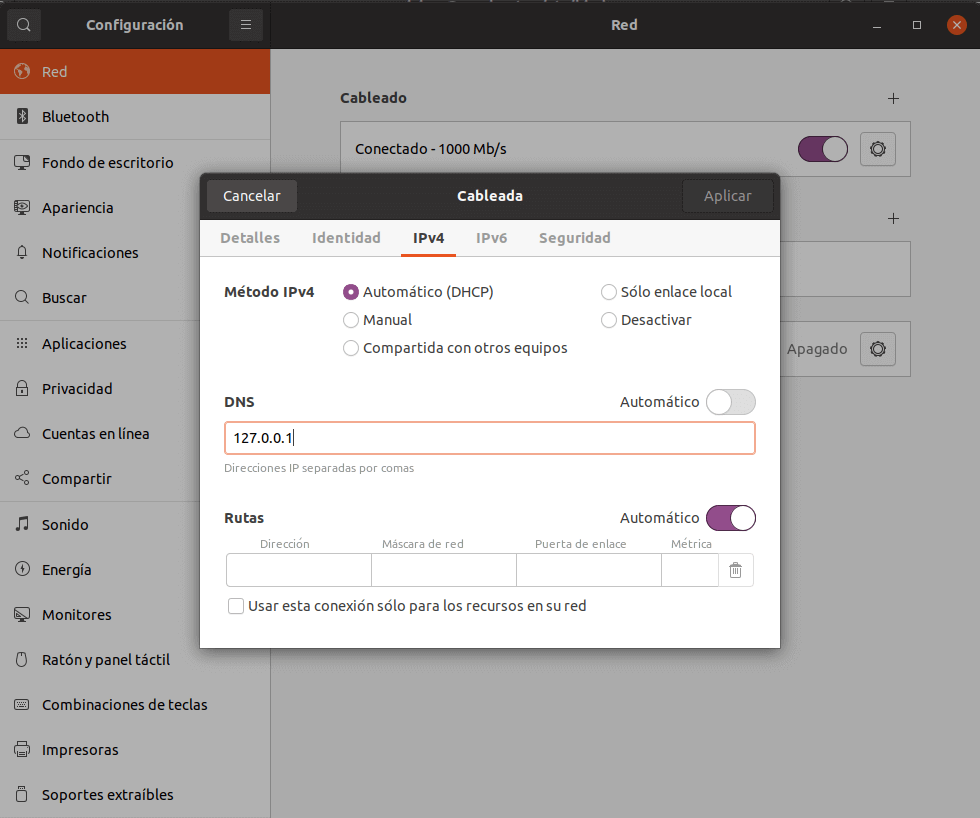 Configuración
Red
Red
Bluetooth
Fondo de escritorio
Apariencia
Notificaciones
Buscar
Aplicaciones
Privacidad
Cuentas en línea
Compartir
Sonido
Energía
Monitores
Ratón y panel táctil
Combinaciones de teclas
Impresoras
Soportes extraíbles
Cableado
Conectado - 1000 Mb/s
Apagado
Cancelar
Cableada
Aplicar
Detalles
Identidad
IPv4
IPv6
Seguridad
Método IPv4
Automático (DHCP)
Sólo enlace local
Manual
Desactivar
Compartida con otros equipos
DNS
Automático
127.0.0.1
Direcciones IP separadas por comas
Rutas
Automático
Dirección
Máscara de red
Puerta de enlace
Métrica
Usar esta conexión sólo para los recursos en su red